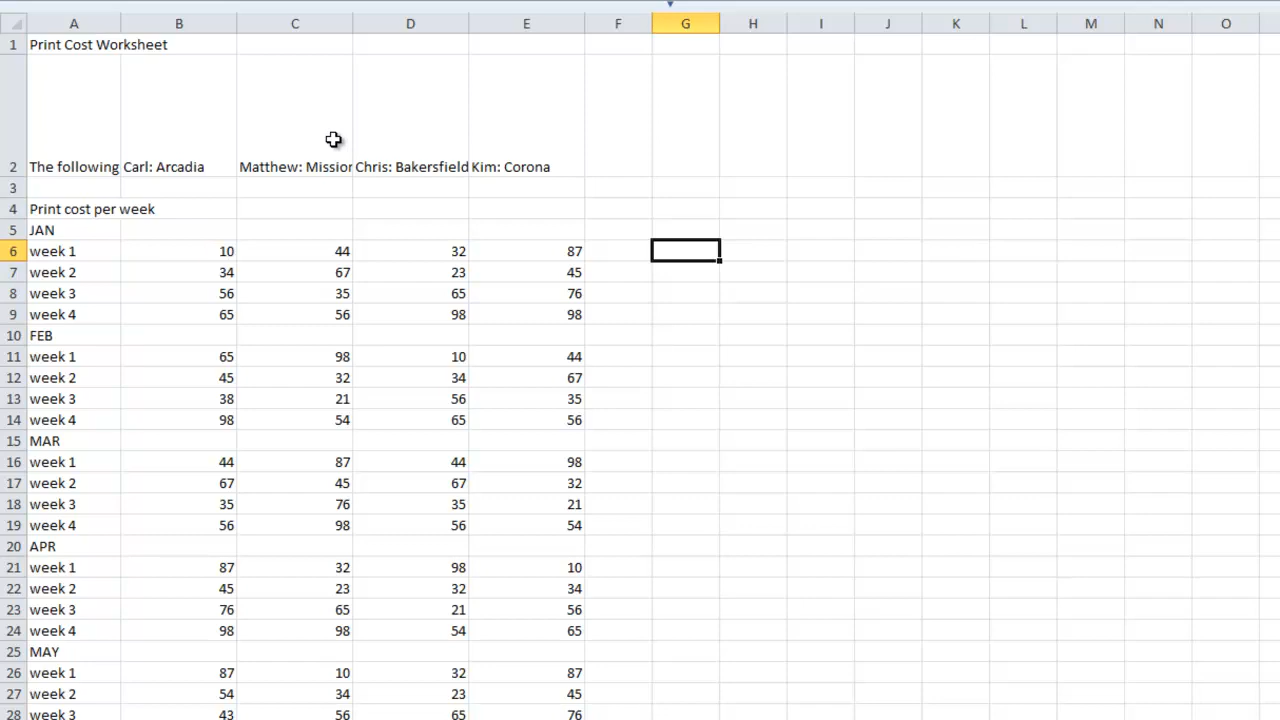 A B C D E F G H I J K L M N O
1 Print Cost Worksheet
2 The following Carl: Arcadia Matthew: Mission Chris: Bakersfield Kim: Corona
3
4 Print cost per week
5 JAN
6 week 1 10 44 32 87
7 week 2 34 67 23 45
8 week 3 56 35 65 76
9 week 4 65 56 98 98
10 FEB
11 week 1 65 98 10 44
12 week 2 45 32 34 67
13 week 3 38 21 56 35
14 week 4 98 54 65 56
15 MAR
16 week 1 44 87 44 98
17 week 2 67 45 67 32
18 week 3 35 76 35 21
19 week 4 56 98 56 54
20 APR
21 week 1 87 32 98 10
22 week 2 45 23 32 34
23 week 3 76 65 21 56
24 week 4 98 98 54 65
25 MAY
26 week 1 87 10 32 87
27 week 2 54 34 23 45
28 week 3 43 56 65 76